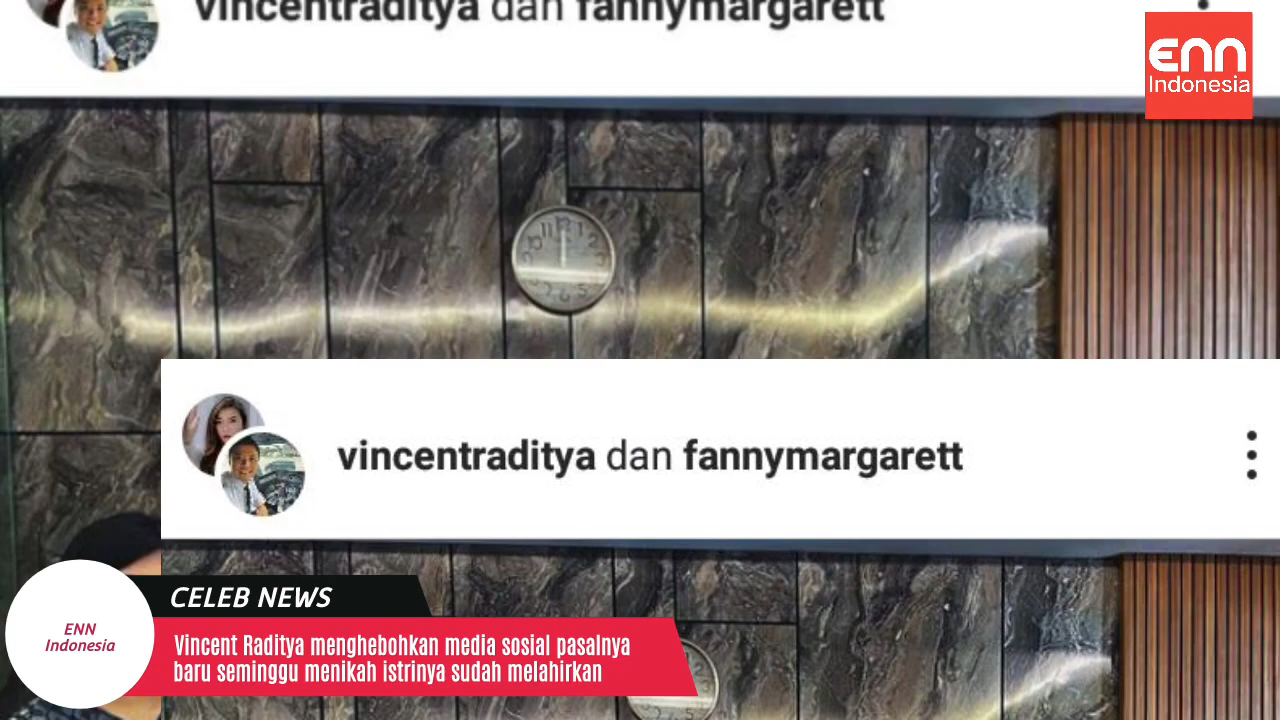 vincentraditya dan fannymargarett
enn
Indonesia
vincentraditya dan fannymargarett
CELEB NEWS
ENN
Indonesia
Vincent Raditya menghebohkan media sosial pasalnya
baru seminggu menikah istrinya sudah melahirkan